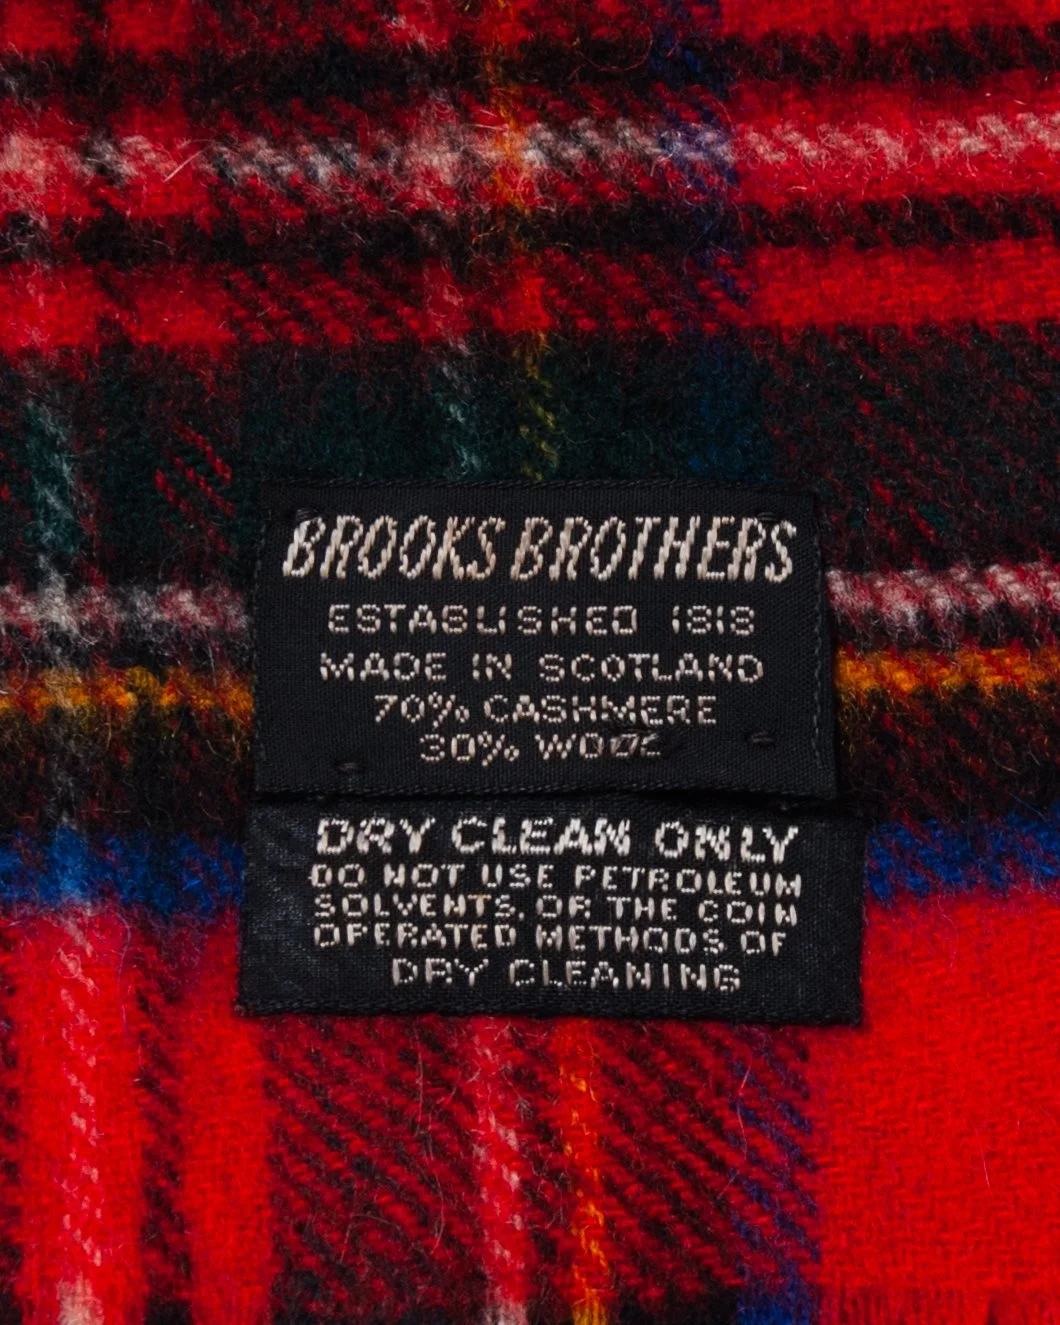 BROOKS BROTHERS
ESTABLISHED 1818
MADE IN SCOTLAND
70% CASHMERE
30% WOOL
DRY CLEAN ONLY
DO NOT USE PETROLEUM
SOLVENTS, OR THE COIN
OPERATED METHODS OF
DRY CLEANING